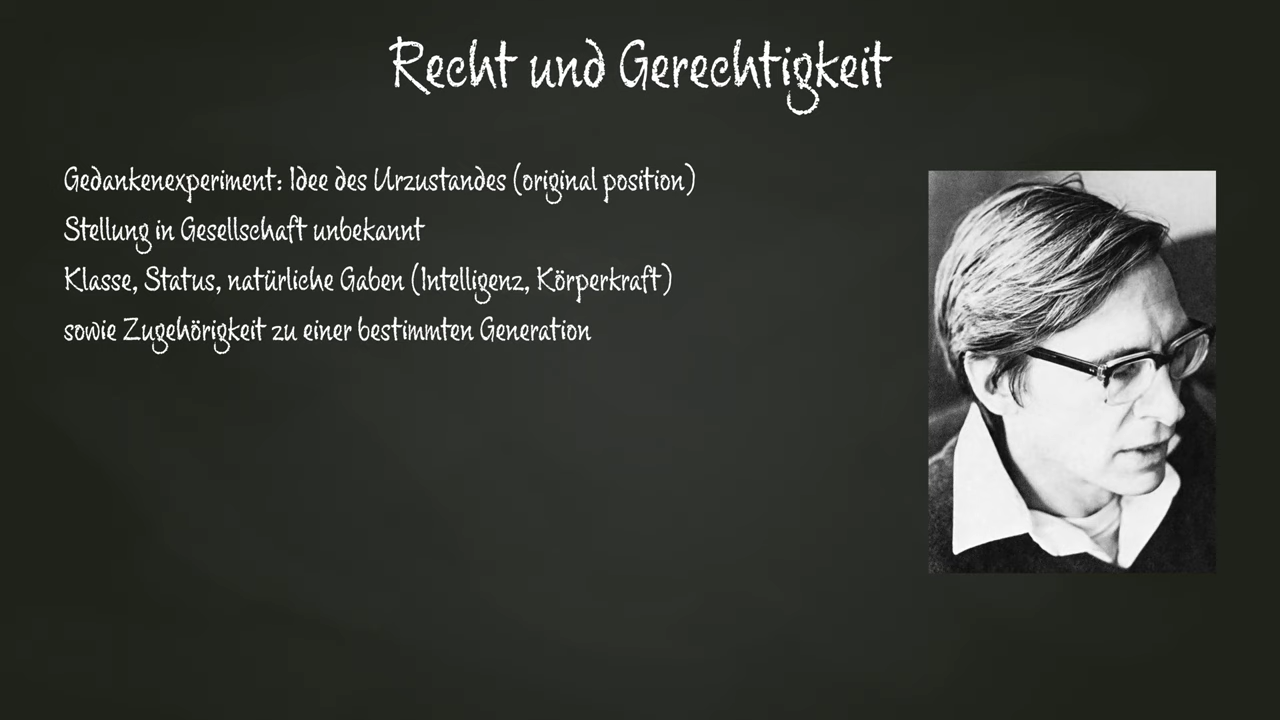 Recht und Gerechtigkeit
Gedankenexperiment: Idee des Urzustandes (original position)
Stellung in Gesellschaft unbekannt
Klasse, Status, natürliche Gaben (Intelligenz, Körperkraft)
sowie Zugehörigkeit zu einer bestimmten Generation